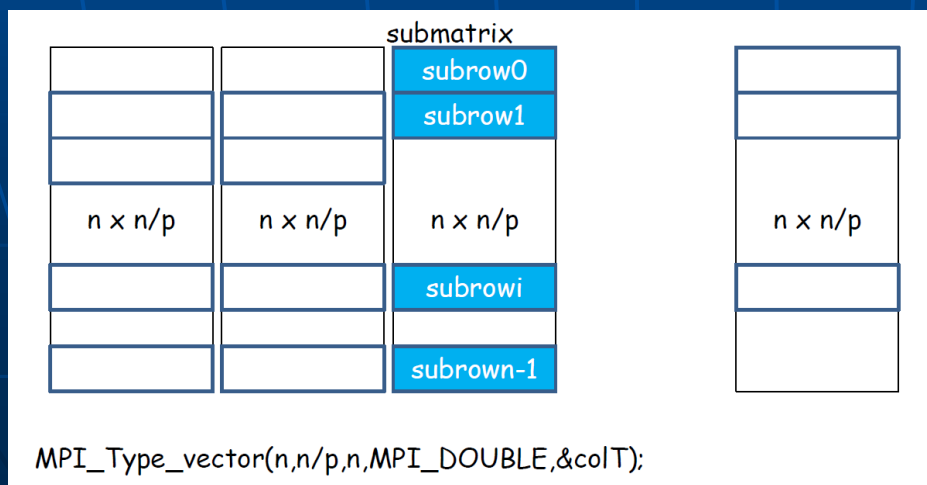 submatrix
subrow0
subrow1
n x n/p
n x n/p
n x n/p
n x n/p
subrowi
subrown-1
MPI_Type_vector(n,n/p,n,MPI_DOUBLE,&colT);